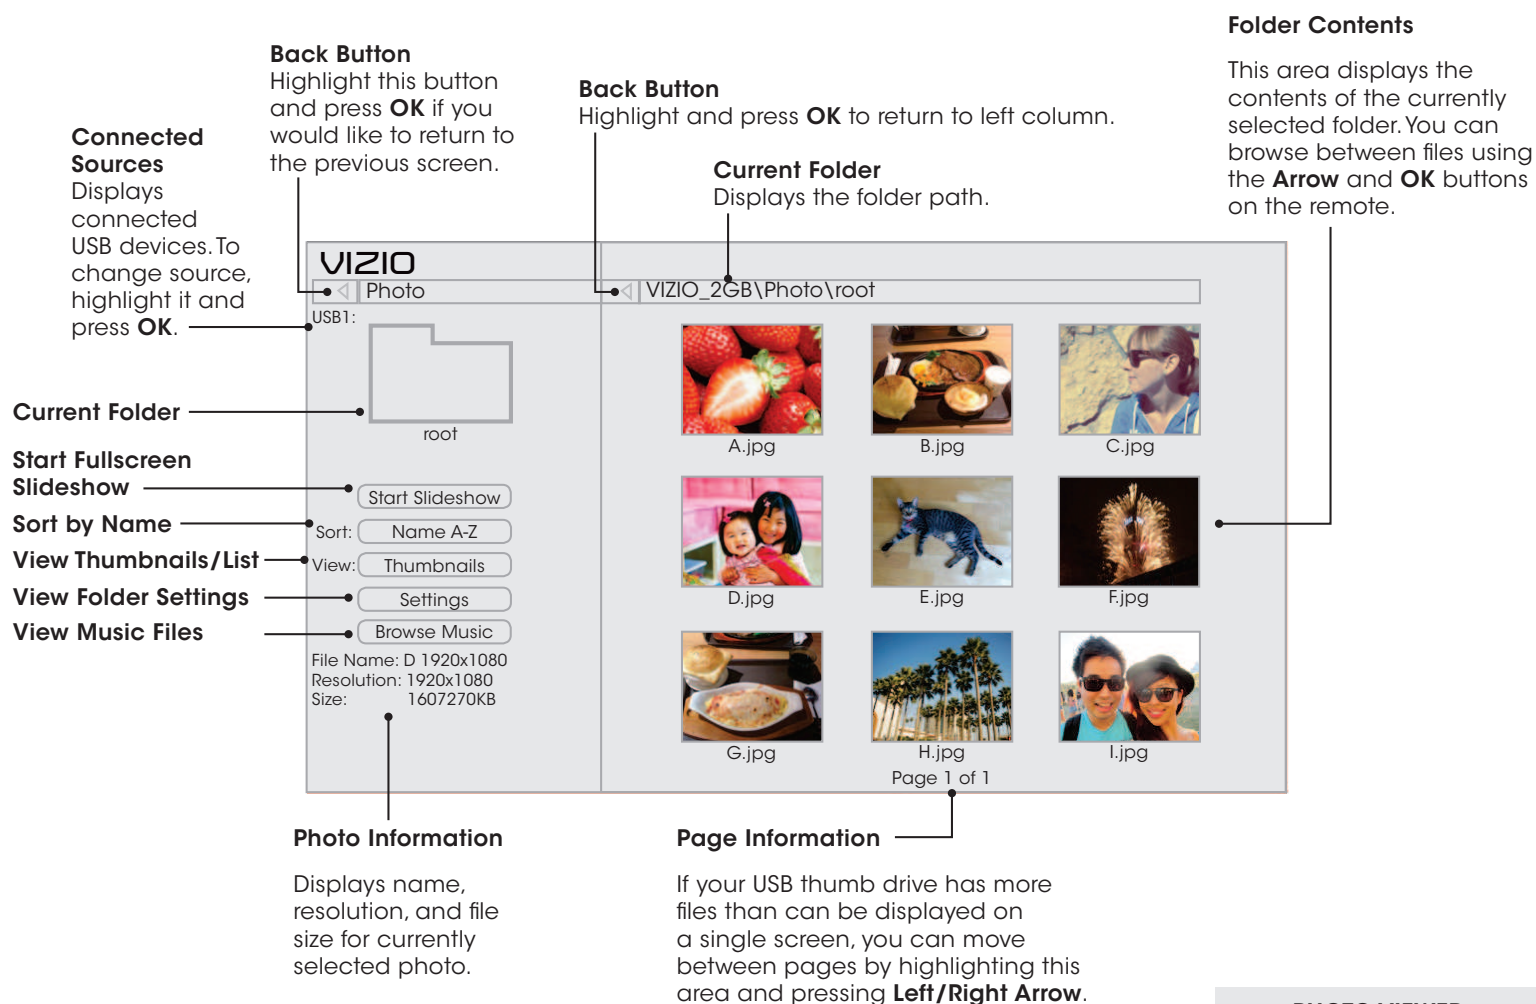 Folder Contents
This area displays the
contents of the currently
selected folder. You can
browse between files using
the Arrow and OK buttons
on the remote.
Back Button
Highlight this button
and press OK if you
would like to return to
the previous screen.
Back Button
Highlight and press OK to return to left column.
Connected
Sources
Displays
connected
USB devices. To
change source,
highlight it and
press OK.
Current Folder
Displays the folder path.
VIZIO
Photo
VIZIO_2GB\Photo\root
USB1:
root
Current Folder
Start Fullscreen
Slideshow
Sort by Name
View Thumbnails/List
View Folder Settings
View Music Files
Start Slideshow
Sort: Name A-Z
View: Thumbnails
Settings
Browse Music
File Name: D 1920x1080
Resolution: 1920x1080
Size: 1607270KB
A.jpg
B.jpg
C.jpg
D.jpg
E.jpg
F.jpg
G.jpg
H.jpg
I.jpg
Page 1 of 1
Photo Information
Displays name,
resolution, and file
size for currently
selected photo.
Page Information
If your USB thumb drive has more
files than can be displayed on
a single screen, you can move
between pages by highlighting this
area and pressing Left/Right Arrow.
PHOTO VIEWER